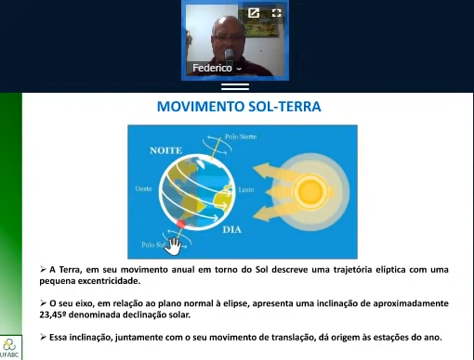 Federico
MOVIMENTO SOL-TERRA
Polo Norte
NOITE
Oeste
Leste
DIA
Polo Sul
➢ A Terra, em seu movimento anual em torno do Sol descreve uma trajetória elíptica com uma
pequena excentricidade.
➢ O seu eixo, em relação ao plano normal à elipse, apresenta uma inclinação de aproximadamente
23,45º denominada declinação solar.
➢ Essa inclinação, juntamente com o seu movimento de translação, dá origem às estações do ano.
UFABC